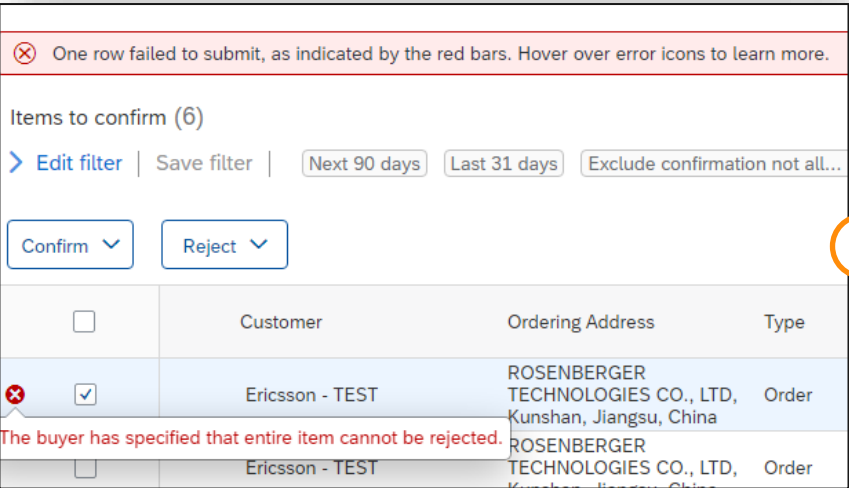 One row failed to submit, as indicated by the red bars. Hover over error icons to learn more.
Items to confirm (6)
Edit filter | Save filter | Next 90 days Last 31 days Exclude confirmation not all...
Confirm Reject
Customer Ordering Address Type
ROSENBERGER
Ericsson - TEST TECHNOLOGIES CO., LTD, Order
Kunshan, Jiangsu, China
The buyer has specified that entire item cannot be rejected.
ROSENBERGER
Ericsson - TEST TECHNOLOGIES CO., LTD, Order
Kunshan, Jiangsu, China